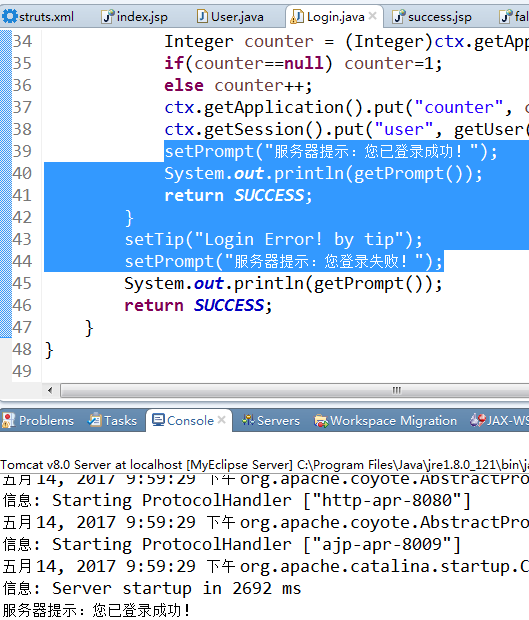 struts.xml index.jsp User.java Login.java success.jsp
34 Integer counter = (Integer)ctx.getApp
35 if(counter==null) counter=1;
36 else counter++;
37 ctx.getApplication().put("counter",
38 ctx.getSession().put("user", getUser(
39 setPrompt("服务器提示：您已登录成功！");
40 System.out.println(getPrompt());
41 return SUCCESS;
42 }
43 setTip("Login Error! by tip");
44 setPrompt("服务器提示：您登录失败！");
45 System.out.println(getPrompt());
46 return SUCCESS;
47 }
48 }
49
Problems Tasks Console Servers Workspace Migration JAX-WS
Tomcat v8.0 Server at localhost [MyEclipse Server] C:\Program Files\Java\jre1.8.0_121\bin\j
五月 14, 2017 9:59:29 下午 org.apache.coyote.AbstractPro
信息: Starting ProtocolHandler ["http-apr-8080"]
五月 14, 2017 9:59:29 下午 org.apache.coyote.AbstractPro
信息: Starting ProtocolHandler ["ajp-apr-8009"]
五月 14, 2017 9:59:29 下午 org.apache.catalina.startup.C
信息: Server startup in 2692 ms
服务器提示：您已登录成功！